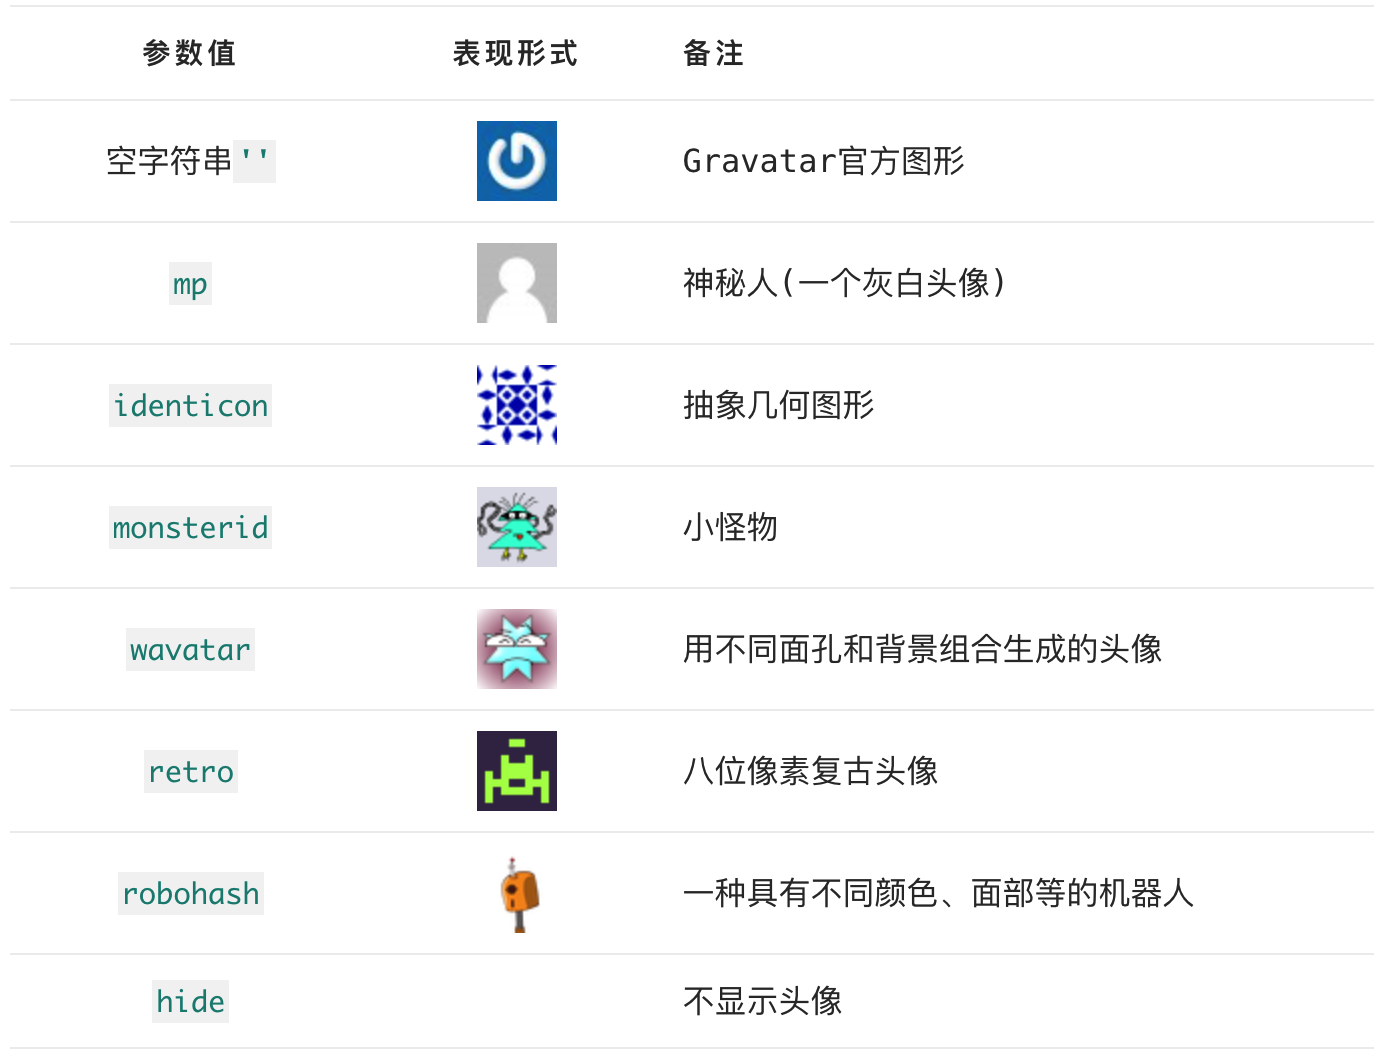 参数值 表现形式 备注
空字符串'' Gravatar官方图形
mp 神秘人(一个灰白头像)
identicon 抽象几何图形
monsterid 小怪物
wavatar 用不同面孔和背景组合生成的头像
retro 八位像素复古头像
robohash 一种具有不同颜色、面部等的机器人
hide 不显示头像